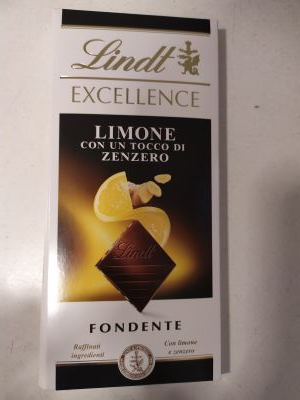 Lindt
EXCELLENCE
LIMONE
CON UN TOCCO DI
ZENZERO
Lindt
FONDENTE
Raffinati
ingredienti
Con limone
e zenzero